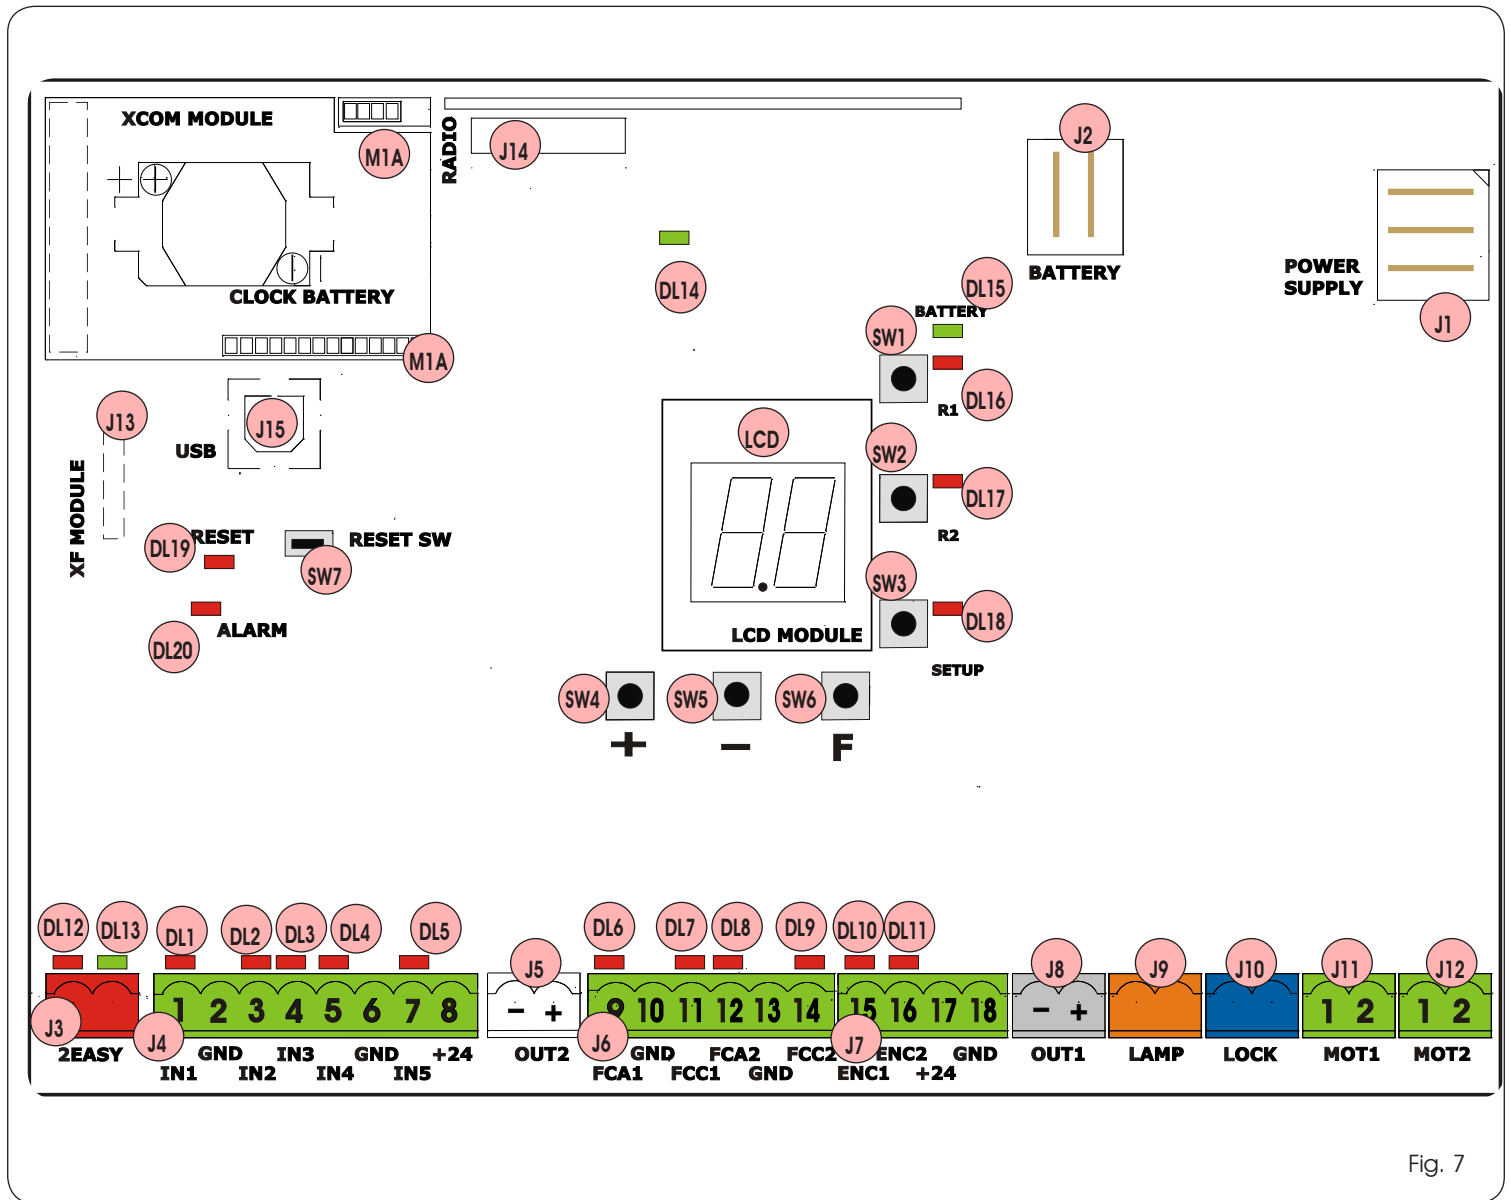 XCOM MODULE
M1A
RADIO
J14
J2
BATTERY
POWER
SUPPLY
J1
CLOCK BATTERY
M1A
DL14
DL15
BATTERY
SW1
R1
DL16
J13
XF MODULE
J15
USB
LCD
SW2
DL17
R2
DL19
RESET
RESET SW
SW7
DL20
ALARM
SW3
DL18
LCD MODULE
SETUP
SW4
SW5
SW6
+
−
F
DL12
DL13
DL1
DL2
DL3
DL4
DL5
DL6
DL7
DL8
DL9
DL10
DL11
J5
J8
J9
J10
J11
J12
J3
J4
1 2 3 4 5 6 7 8
− +
J6
9 10 11 12 13 14
J7
15 16 17 18
− +
1 2
1 2
2EASY
GND IN3 GND +24
IN1 IN2 IN4 IN5
OUT2
GND FCA2 FCC2
FCA1 FCC1 GND
ENC2 GND
ENC1 +24
OUT1
LAMP
LOCK
MOT1
MOT2
Fig. 7